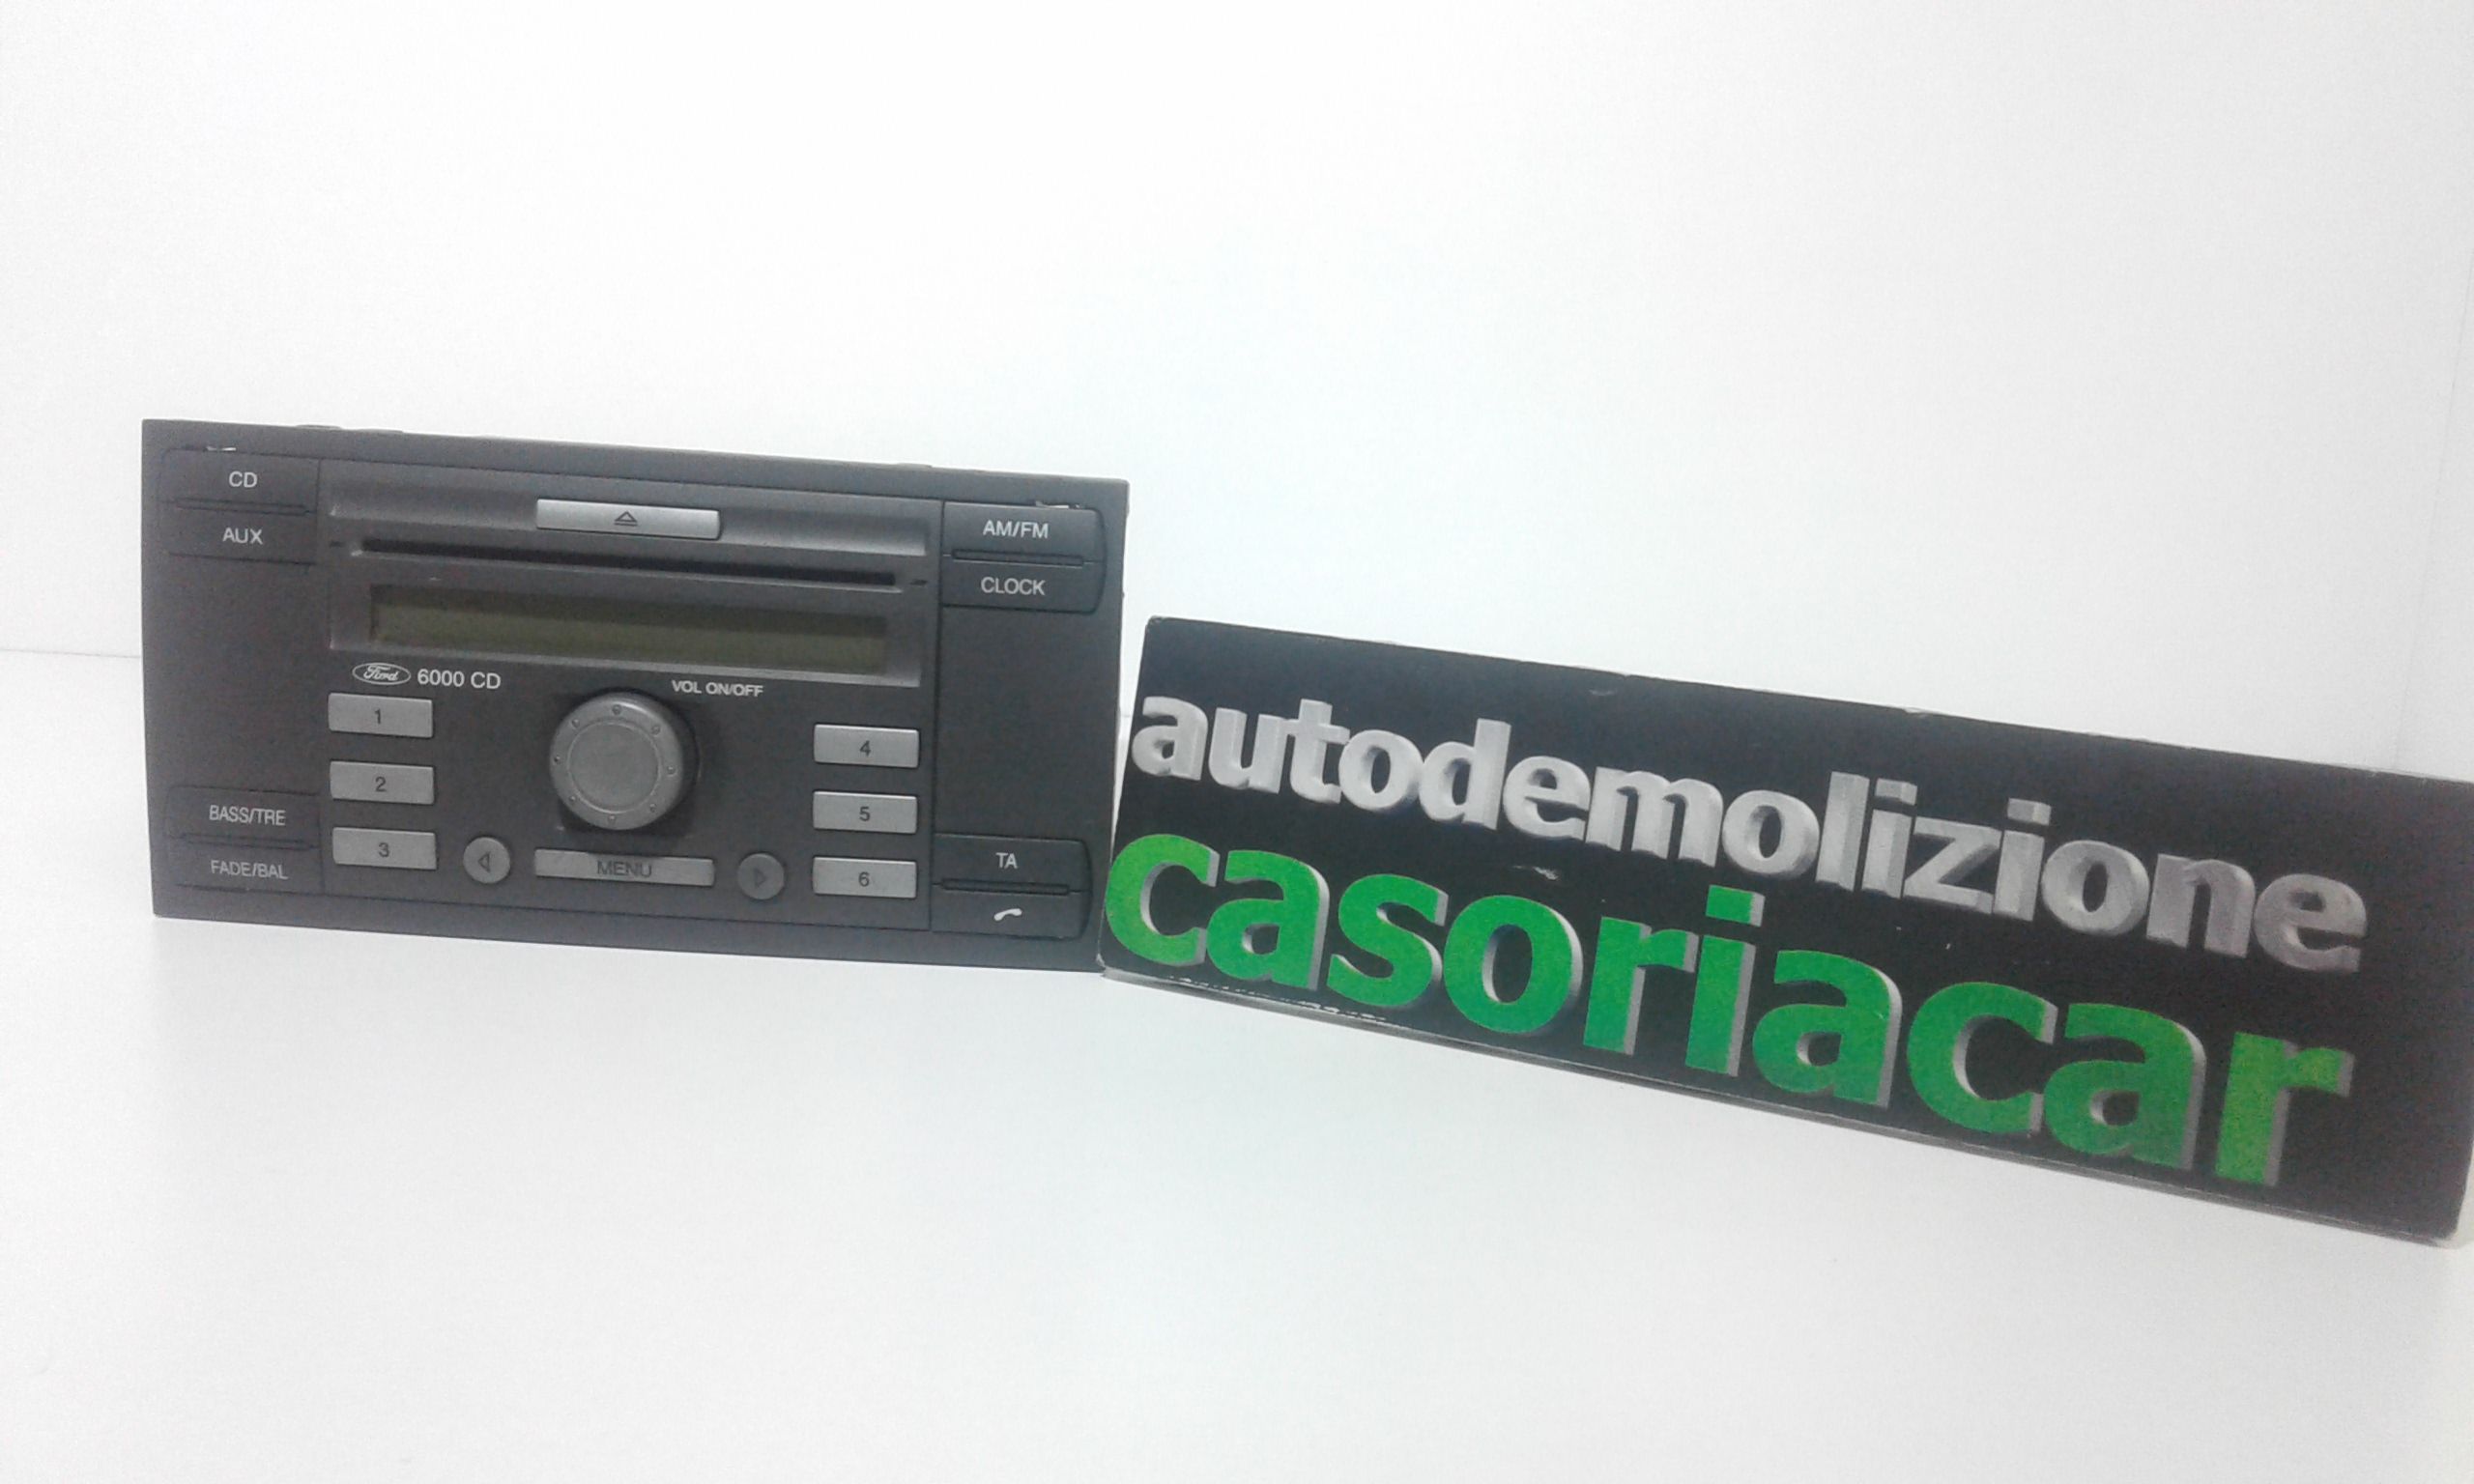 CD
AUX
AM/FM
CLOCK
Ford 6000 CD
VOL ON/OFF
1
2
3
4
5
6
BASS/TRE
FADE/BAL
MENU
TA
autodemolizione
casoriacar